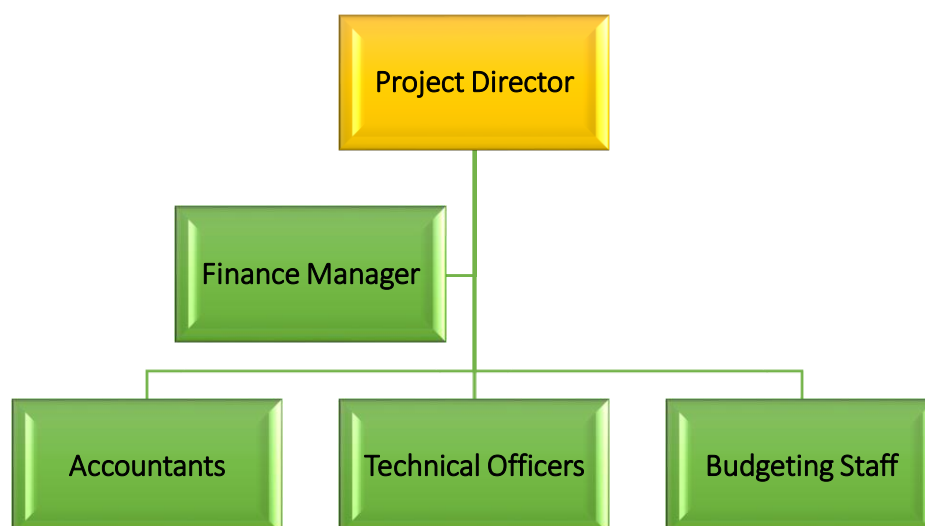 Project Director
Finance Manager
Accountants
Technical Officers
Budgeting Staff